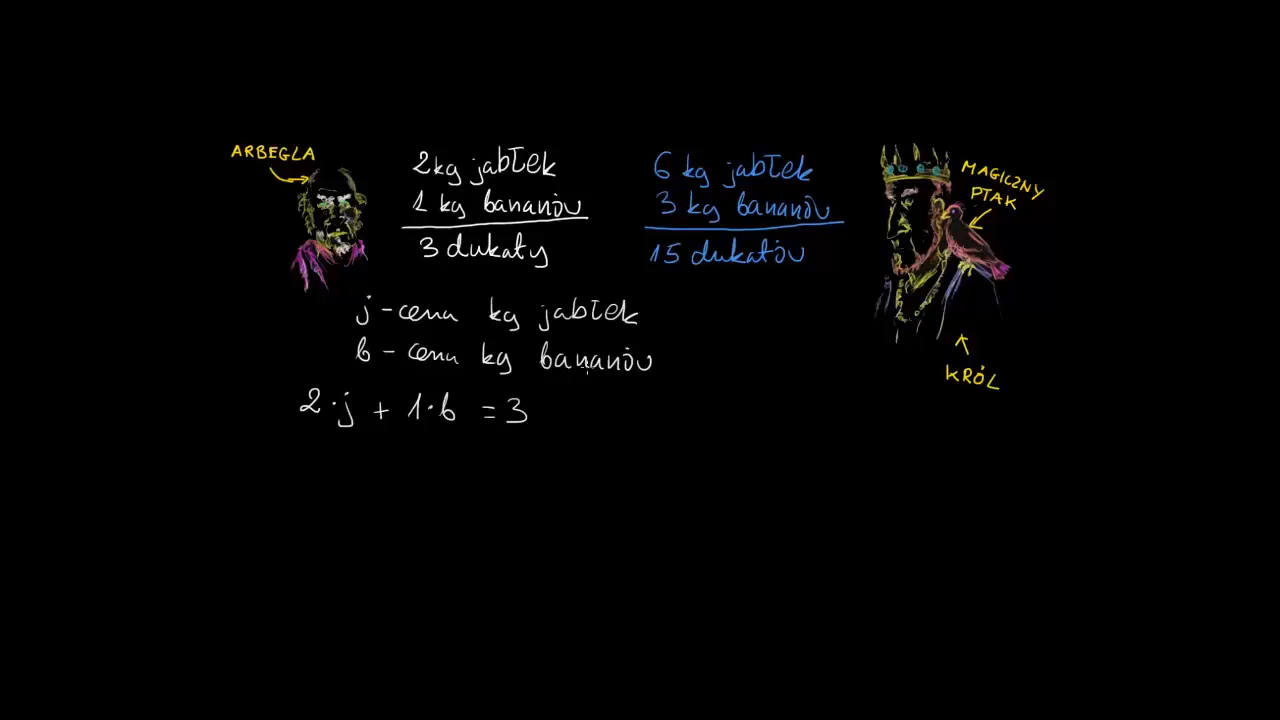 ARBEGLA
2kg jabłek
1 kg bananów
3 dukaty
6 kg jabłek
3 kg bananów
15 dukatów
MAGICZNY
PTAK
KRÓL
j - cena kg jabłek
b - cena kg bananów
2·j + 1·b = 3